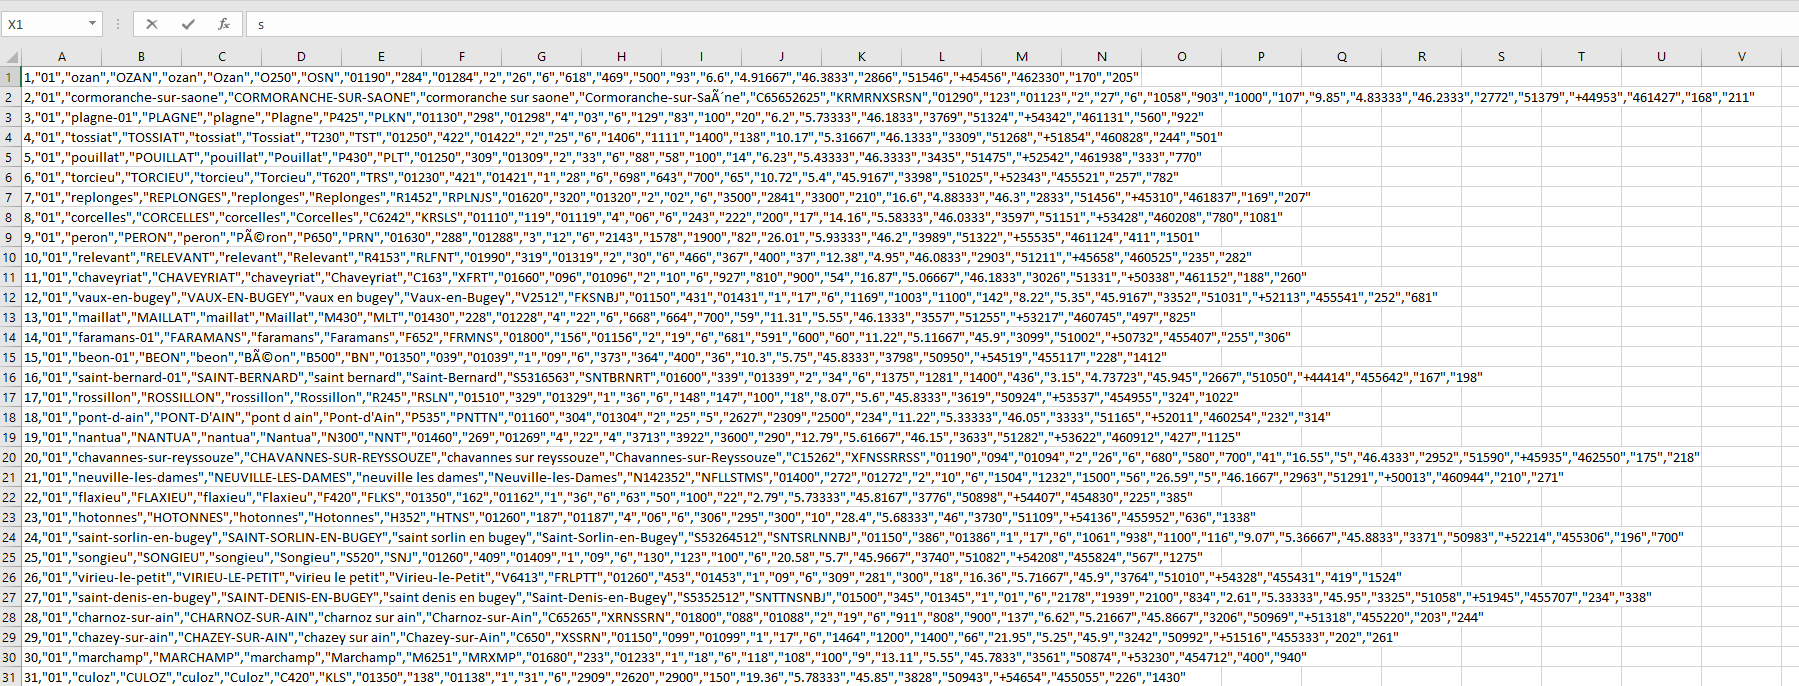 X1 fx s
A B C D E F G H I J K L M N O P Q R S T U V
1 1,"01","ozan","OZAN","ozan","Ozan","O250","OSN","01190","284","01284","2","26","6","618","469","500","93","6.6","4.91667","46.3833","2866","51546","+45456","462330","170","205"
2 2,"01","cormoranche-sur-saone","CORMORANCHE-SUR-SAONE","cormoranche sur saone","Cormoranche-sur-SaÃ´ne","C65652625","KRMRNXSRSN","01290","123","01123","2","27","6","1058","903","1000","107","9.85","4.83333","46.2333","2772","51379","+44953","461427","168","211"
3 3,"01","plagne-01","PLAGNE","plagne","Plagne","P425","PLKN","01130","298","01298","4","03","6","129","83","100","20","6.2","5.73333","46.1833","3769","51324","+54342","461131","560","922"
4 4,"01","tossiat","TOSSIAT","tossiat","Tossiat","T230","TST","01250","422","01422","2","25","6","1406","1111","1400","138","10.17","5.31667","46.1333","3309","51268","+51854","460828","244","501"
5 5,"01","pouillat","POUILLAT","pouillat","Pouillat","P430","PLT","01250","309","01309","2","33","6","88","58","100","14","6.23","5.43333","46.3333","3435","51475","+52542","461938","333","770"
6 6,"01","torcieu","TORCIEU","torcieu","Torcieu","T620","TRS","01230","421","01421","1","28","6","698","643","700","65","10.72","5.4","45.9167","3398","51025","+52343","455521","257","782"
7 7,"01","replonges","REPLONGES","replonges","Replonges","R1452","RPLNJS","01620","320","01320","2","02","6","3500","2841","3300","210","16.6","4.88333","46.3","2833","51456","+45310","461837","169","207"
8 8,"01","corcelles","CORCELLES","corcelles","Corcelles","C6242","KRSLS","01110","119","01119","4","06","6","243","222","200","17","14.16","5.58333","46.0333","3597","51151","+53428","460208","780","1081"
9 9,"01","peron","PERON","peron","PÃ©ron","P650","PRN","01630","288","01288","3","12","6","2143","1578","1900","82","26.01","5.93333","46.2","3989","51322","+55535","461124","411","1501"
10 10,"01","relevant","RELEVANT","relevant","Relevant","R4153","RLFNT","01990","319","01319","2","30","6","466","367","400","37","12.38","4.95","46.0833","2903","51211","+45658","460525","235","282"
11 11,"01","chaveyriat","CHAVEYRIAT","chaveyriat","Chaveyriat","C163","XFRT","01660","096","01096","2","10","6","927","810","900","54","16.87","5.06667","46.1833","3026","51331","+50338","461152","188","260"
12 12,"01","vaux-en-bugey","VAUX-EN-BUGEY","vaux en bugey","Vaux-en-Bugey","V2512","FKSNBJ","01150","431","01431","1","17","6","1169","1003","1100","142","8.22","5.35","45.9167","3352","51031","+52113","455541","252","681"
13 13,"01","maillat","MAILLAT","maillat","Maillat","M430","MLT","01430","228","01228","4","22","6","668","664","700","59","11.31","5.55","46.1333","3557","51255","+53217","460745","497","825"
14 14,"01","faramans-01","FARAMANS","faramans","Faramans","F652","FRMNS","01800","156","01156","2","19","6","681","591","600","60","11.22","5.11667","45.9","3099","51002","+50732","455407","255","306"
15 15,"01","beon-01","BEON","beon","BÃ©on","B500","BN","01350","039","01039","1","09","6","373","364","400","36","10.3","5.75","45.8333","3798","50950","+54519","455117","228","1412"
16 16,"01","saint-bernard-01","SAINT-BERNARD","saint bernard","Saint-Bernard","S5316563","SNTBRNRT","01600","339","01339","2","34","6","1375","1281","1400","436","3.15","4.73723","45.945","2667","51050","+44414","455642","167","198"
17 17,"01","rossillon","ROSSILLON","rossillon","Rossillon","R245","RSLN","01510","329","01329","1","36","6","148","147","100","18","8.07","5.6","45.8333","3619","50924","+53537","454955","324","1022"
18 18,"01","pont-d-ain","PONT-D'AIN","pont d ain","Pont-d'Ain","P535","PNTTN","01160","304","01304","2","25","5","2627","2309","2500","234","11.22","5.33333","46.05","3333","51165","+52011","460254","232","314"
19 19,"01","nantua","NANTUA","nantua","Nantua","N300","NNT","01460","269","01269","4","22","4","3713","3922","3600","290","12.79","5.61667","46.15","3633","51282","+53622","460912","427","1125"
20 20,"01","chavannes-sur-reyssouze","CHAVANNES-SUR-REYSSOUZE","chavannes sur reyssouze","Chavannes-sur-Reyssouze","C15262","XFNSSRRSS","01190","094","01094","2","26","6","680","580","700","41","16.55","5","46.4333","2952","51590","+45935","462550","175","218"
21 21,"01","neuville-les-dames","NEUVILLE-LES-DAMES","neuville les dames","Neuville-les-Dames","N142352","NFLLSTMS","01400","272","01272","2","10","6","1504","1232","1500","56","26.59","5","46.1667","2963","51291","+50013","460944","210","271"
22 22,"01","flaxieu","FLAXIEU","flaxieu","Flaxieu","F420","FLKS","01350","162","01162","1","36","6","63","50","100","22","2.79","5.73333","45.8167","3776","50898","+54407","454830","225","385"
23 23,"01","hotonnes","HOTONNES","hotonnes","Hotonnes","H352","HTNS","01260","187","01187","4","06","6","306","295","300","10","28.4","5.68333","46","3730","51109","+54136","455952","636","1338"
24 24,"01","saint-sorlin-en-bugey","SAINT-SORLIN-EN-BUGEY","saint sorlin en bugey","Saint-Sorlin-en-Bugey","S53264512","SNTSRLNNBJ","01150","386","01386","1","17","6","1061","938","1100","116","9.07","5.36667","45.8833","3371","50983","+52214","455306","196","700"
25 25,"01","songieu","SONGIEU","songieu","Songieu","S520","SNJ","01260","409","01409","1","09","6","130","123","100","6","20.58","5.7","45.9667","3740","51082","+54208","455824","567","1275"
26 26,"01","virieu-le-petit","VIRIEU-LE-PETIT","virieu le petit","Virieu-le-Petit","V6413","FRLPTT","01260","453","01453","1","09","6","309","281","300","18","16.36","5.71667","45.9","3764","51010","+54328","455431","419","1524"
27 27,"01","saint-denis-en-bugey","SAINT-DENIS-EN-BUGEY","saint denis en bugey","Saint-Denis-en-Bugey","S5352512","SNTTNSNBJ","01500","345","01345","1","01","6","2178","1939","2100","834","2.61","5.33333","45.95","3325","51058","+51945","455707","234","338"
28 28,"01","charnoz-sur-ain","CHARNOZ-SUR-AIN","charnoz sur ain","Charnoz-sur-Ain","C65265","XRNSSRN","01800","088","01088","2","19","6","911","808","900","137","6.62","5.21667","45.8667","3206","50969","+51318","455220","203","244"
29 29,"01","chazey-sur-ain","CHAZEY-SUR-AIN","chazey sur ain","Chazey-sur-Ain","C650","XSSRN","01150","099","01099","1","17","6","1464","1200","1400","66","21.95","5.25","45.9","3242","50992","+51516","455333","202","261"
30 30,"01","marchamp","MARCHAMP","marchamp","Marchamp","M6251","MRXMP","01680","233","01233","1","18","6","118","108","100","9","13.11","5.55","45.7833","3561","50874","+53230","454712","400","940"
31 31,"01","culoz","CULOZ","culoz","Culoz","C420","KLS","01350","138","01138","1","31","6","2909","2620","2900","150","19.36","5.78333","45.85","3828","50943","+54654","455055","226","1430"